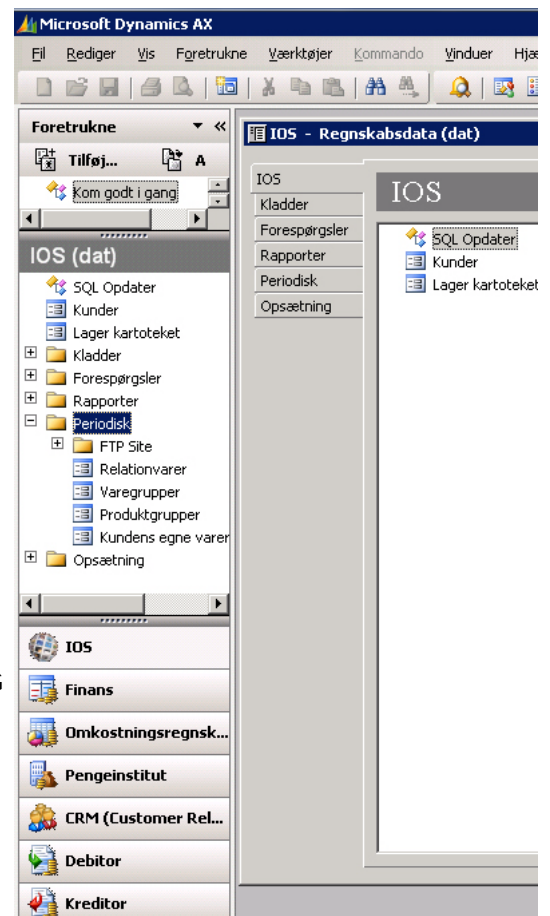 Microsoft Dynamics AX
Fil Rediger Vis Foretrukne Værktøjer Kommando Vinduer Hjæ
Foretrukne
Tilføj... A
Kom godt i gang
IOS (dat)
SQL Opdater
Kunder
Lager kartoteket
Kladder
Forespørgsler
Rapporter
Periodisk
FTP Site
Relationvarer
Varegrupper
Produktgrupper
Kundens egne varer
Opsætning
IOS
Finans
Omkostningsregnsk...
Pengeinstitut
CRM (Customer Rel...
Debitor
Kreditor
IOS - Regnskabsdata (dat)
IOS
Kladder
Forespørgsler
Rapporter
Periodisk
Opsætning
IOS
SQL Opdater
Kunder
Lager kartoteket